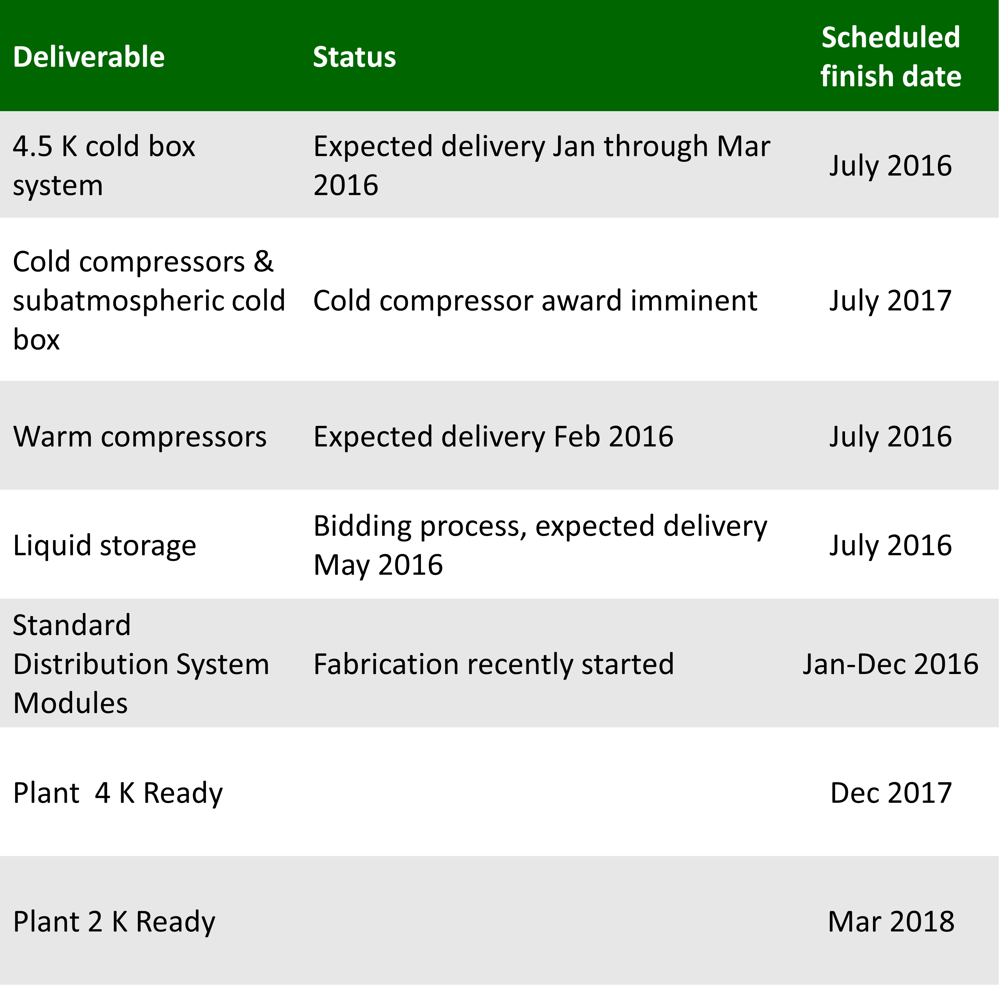 Deliverable Status Scheduled
finish date
4.5 K cold box
system
Expected delivery Jan through Mar
2016
July 2016
Cold compressors &
subatmospheric cold
box
Cold compressor award imminent
July 2017
Warm compressors
Expected delivery Feb 2016
July 2016
Liquid storage
Bidding process, expected delivery
May 2016
July 2016
Standard
Distribution System
Modules
Fabrication recently started
Jan-Dec 2016
Plant  4 K Ready
Dec 2017
Plant 2 K Ready
Mar 2018